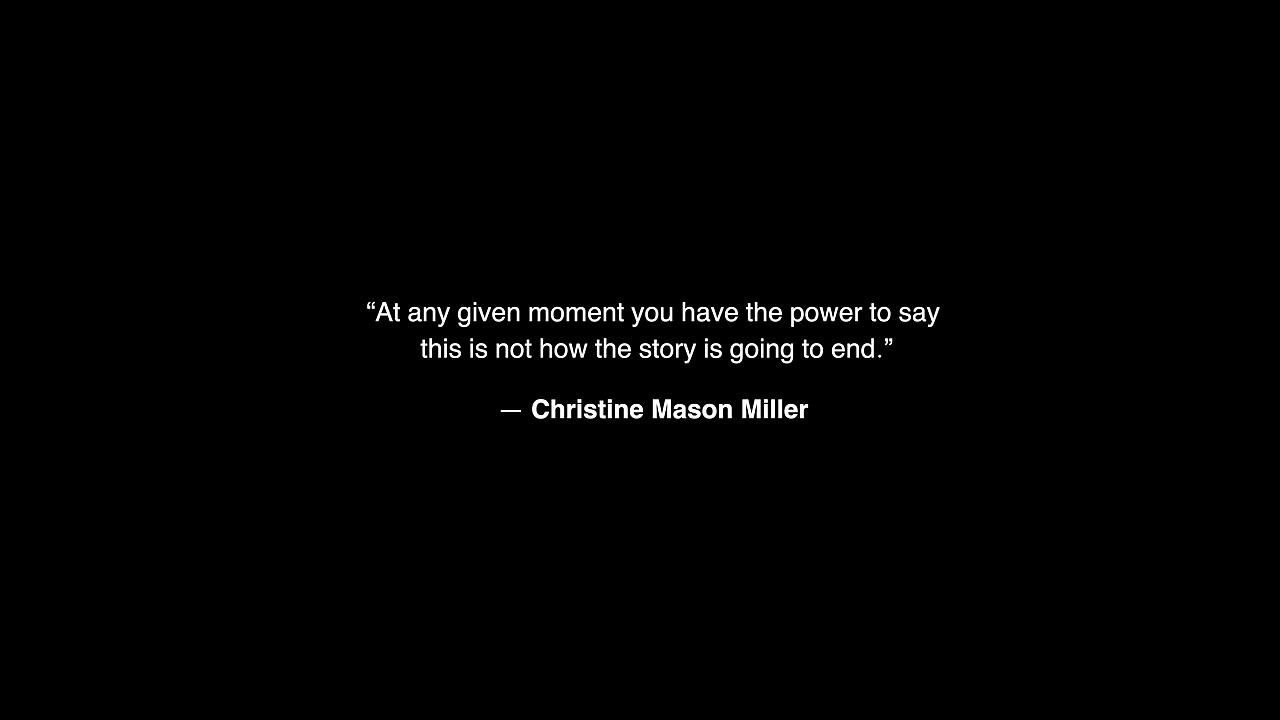 “At any given moment you have the power to say
this is not how the story is going to end.”
— Christine Mason Miller